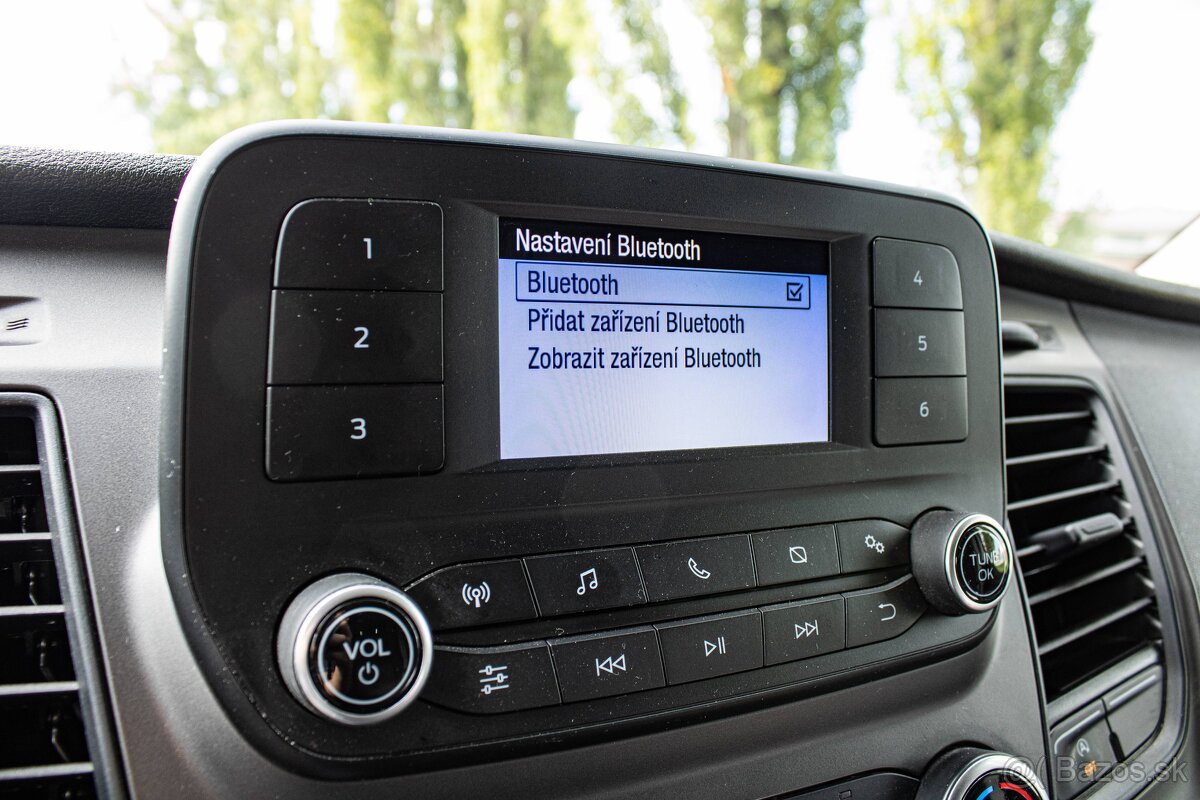 Nastavení Bluetooth
Bluetooth
Přidat zařízení Bluetooth
Zobrazit zařízení Bluetooth
1
2
3
4
5
6
VOL
TUNE
OK
A
@(Bazos.sk